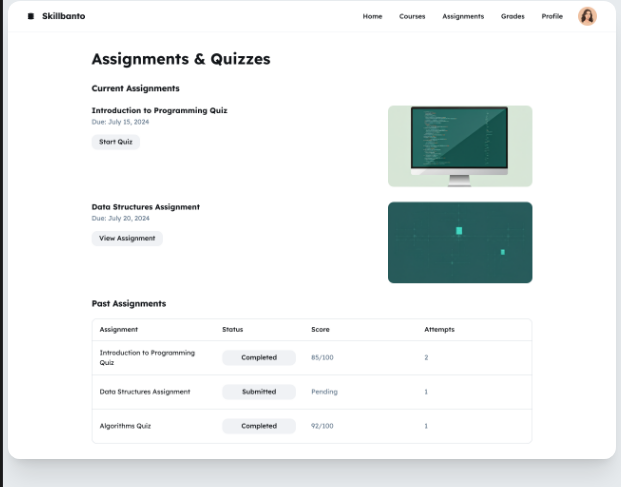 Skillbanto
Home Courses Assignments Grades Profile
Assignments & Quizzes
Current Assignments
Introduction to Programming Quiz
Due: July 15, 2024
Start Quiz
Data Structures Assignment
Due: July 20, 2024
View Assignment
Past Assignments
Assignment Status Score Attempts
Introduction to Programming
Quiz
Completed 85/100 2
Data Structures Assignment Submitted Pending 1
Algorithms Quiz Completed 92/100 1